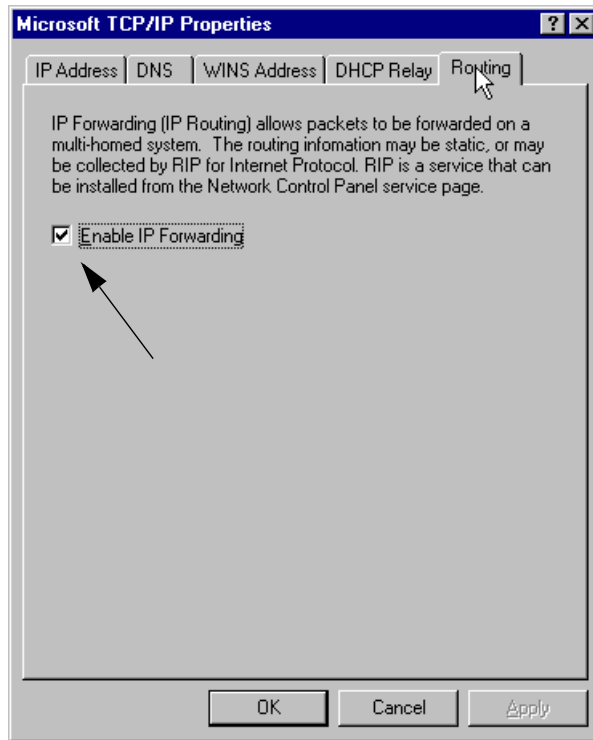 Microsoft TCP/IP Properties
IP Address
DNS
WINS Address
DHCP Relay
Routing
IP Forwarding (IP Routing) allows packets to be forwarded on a
multi-homed system.  The routing infomation may be static, or may
be collected by RIP for Internet Protocol. RIP is a service that can
be installed from the Network Control Panel service page.
Enable IP Forwarding
OK
Cancel
Apply